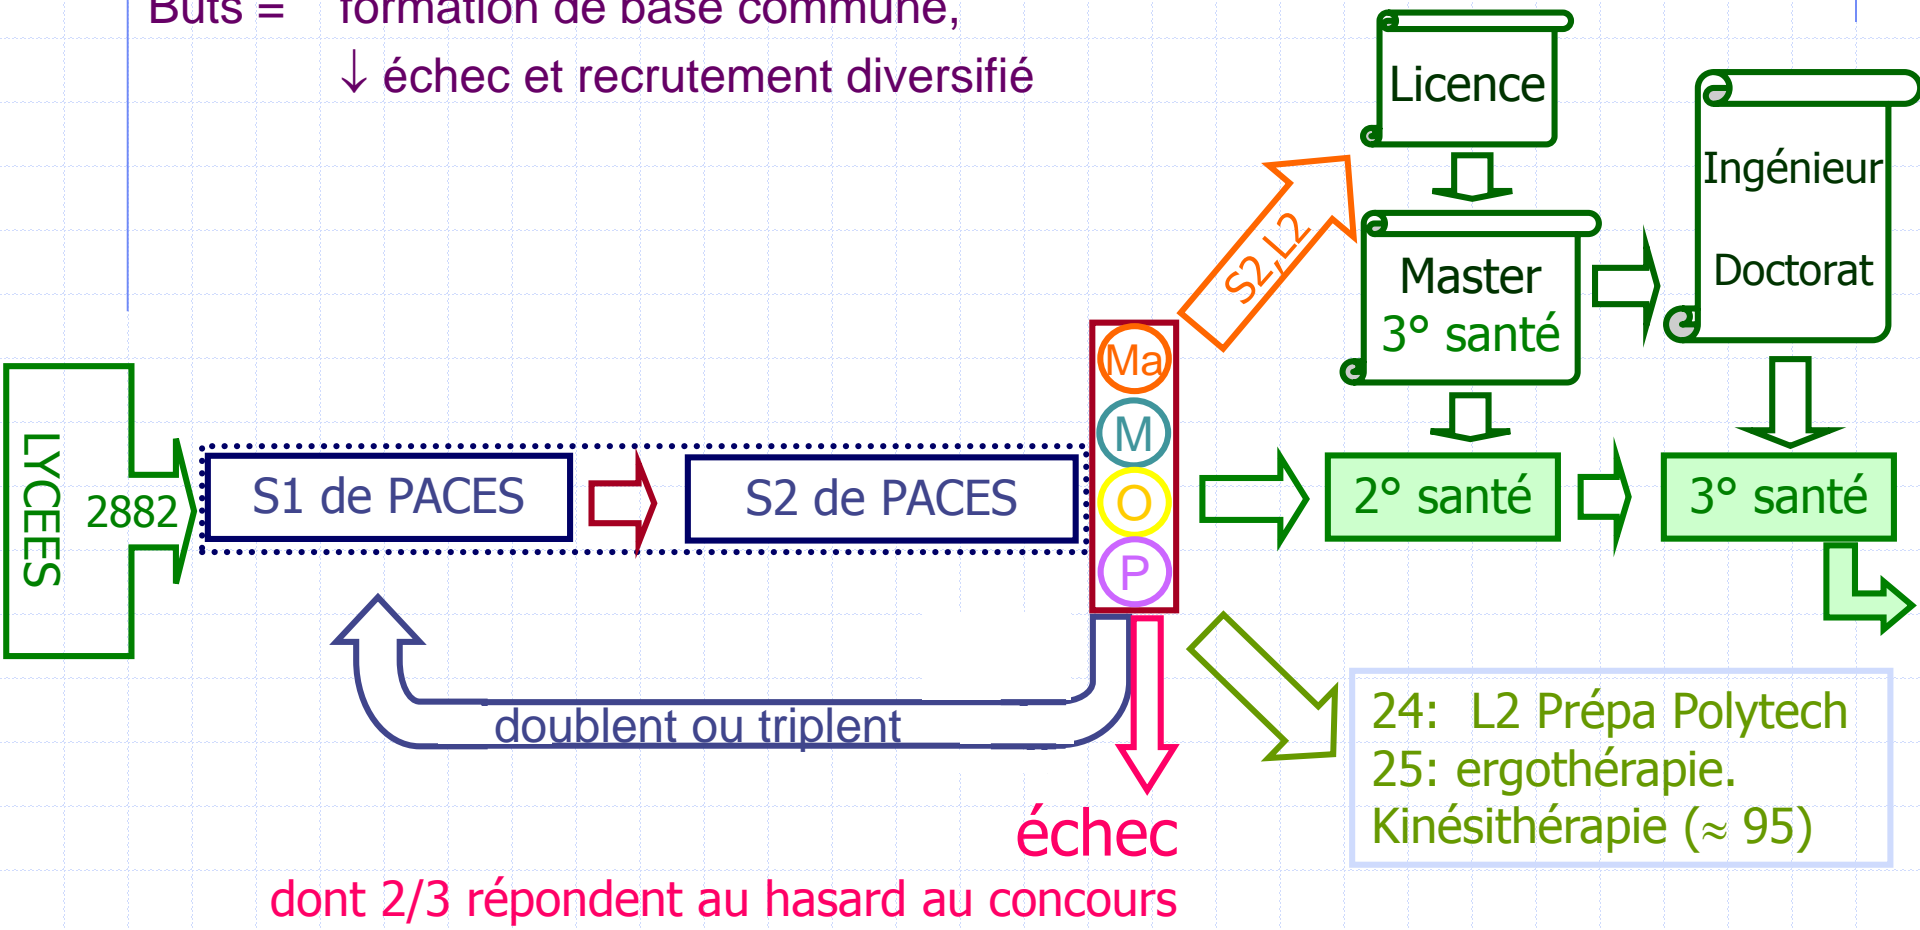 Buts = formation de base commune,
↓ échec et recrutement diversifié
Licence
Ingénieur
Doctorat
S2,L2
Master
3° santé
Ma
M
O
P
LYCEES
2882
S1 de PACES
S2 de PACES
2° santé
3° santé
doublent ou triplent
24: L2 Prépa Polytech
25: ergothérapie.
Kinésithérapie (≈ 95)
échec
dont 2/3 répondent au hasard au concours